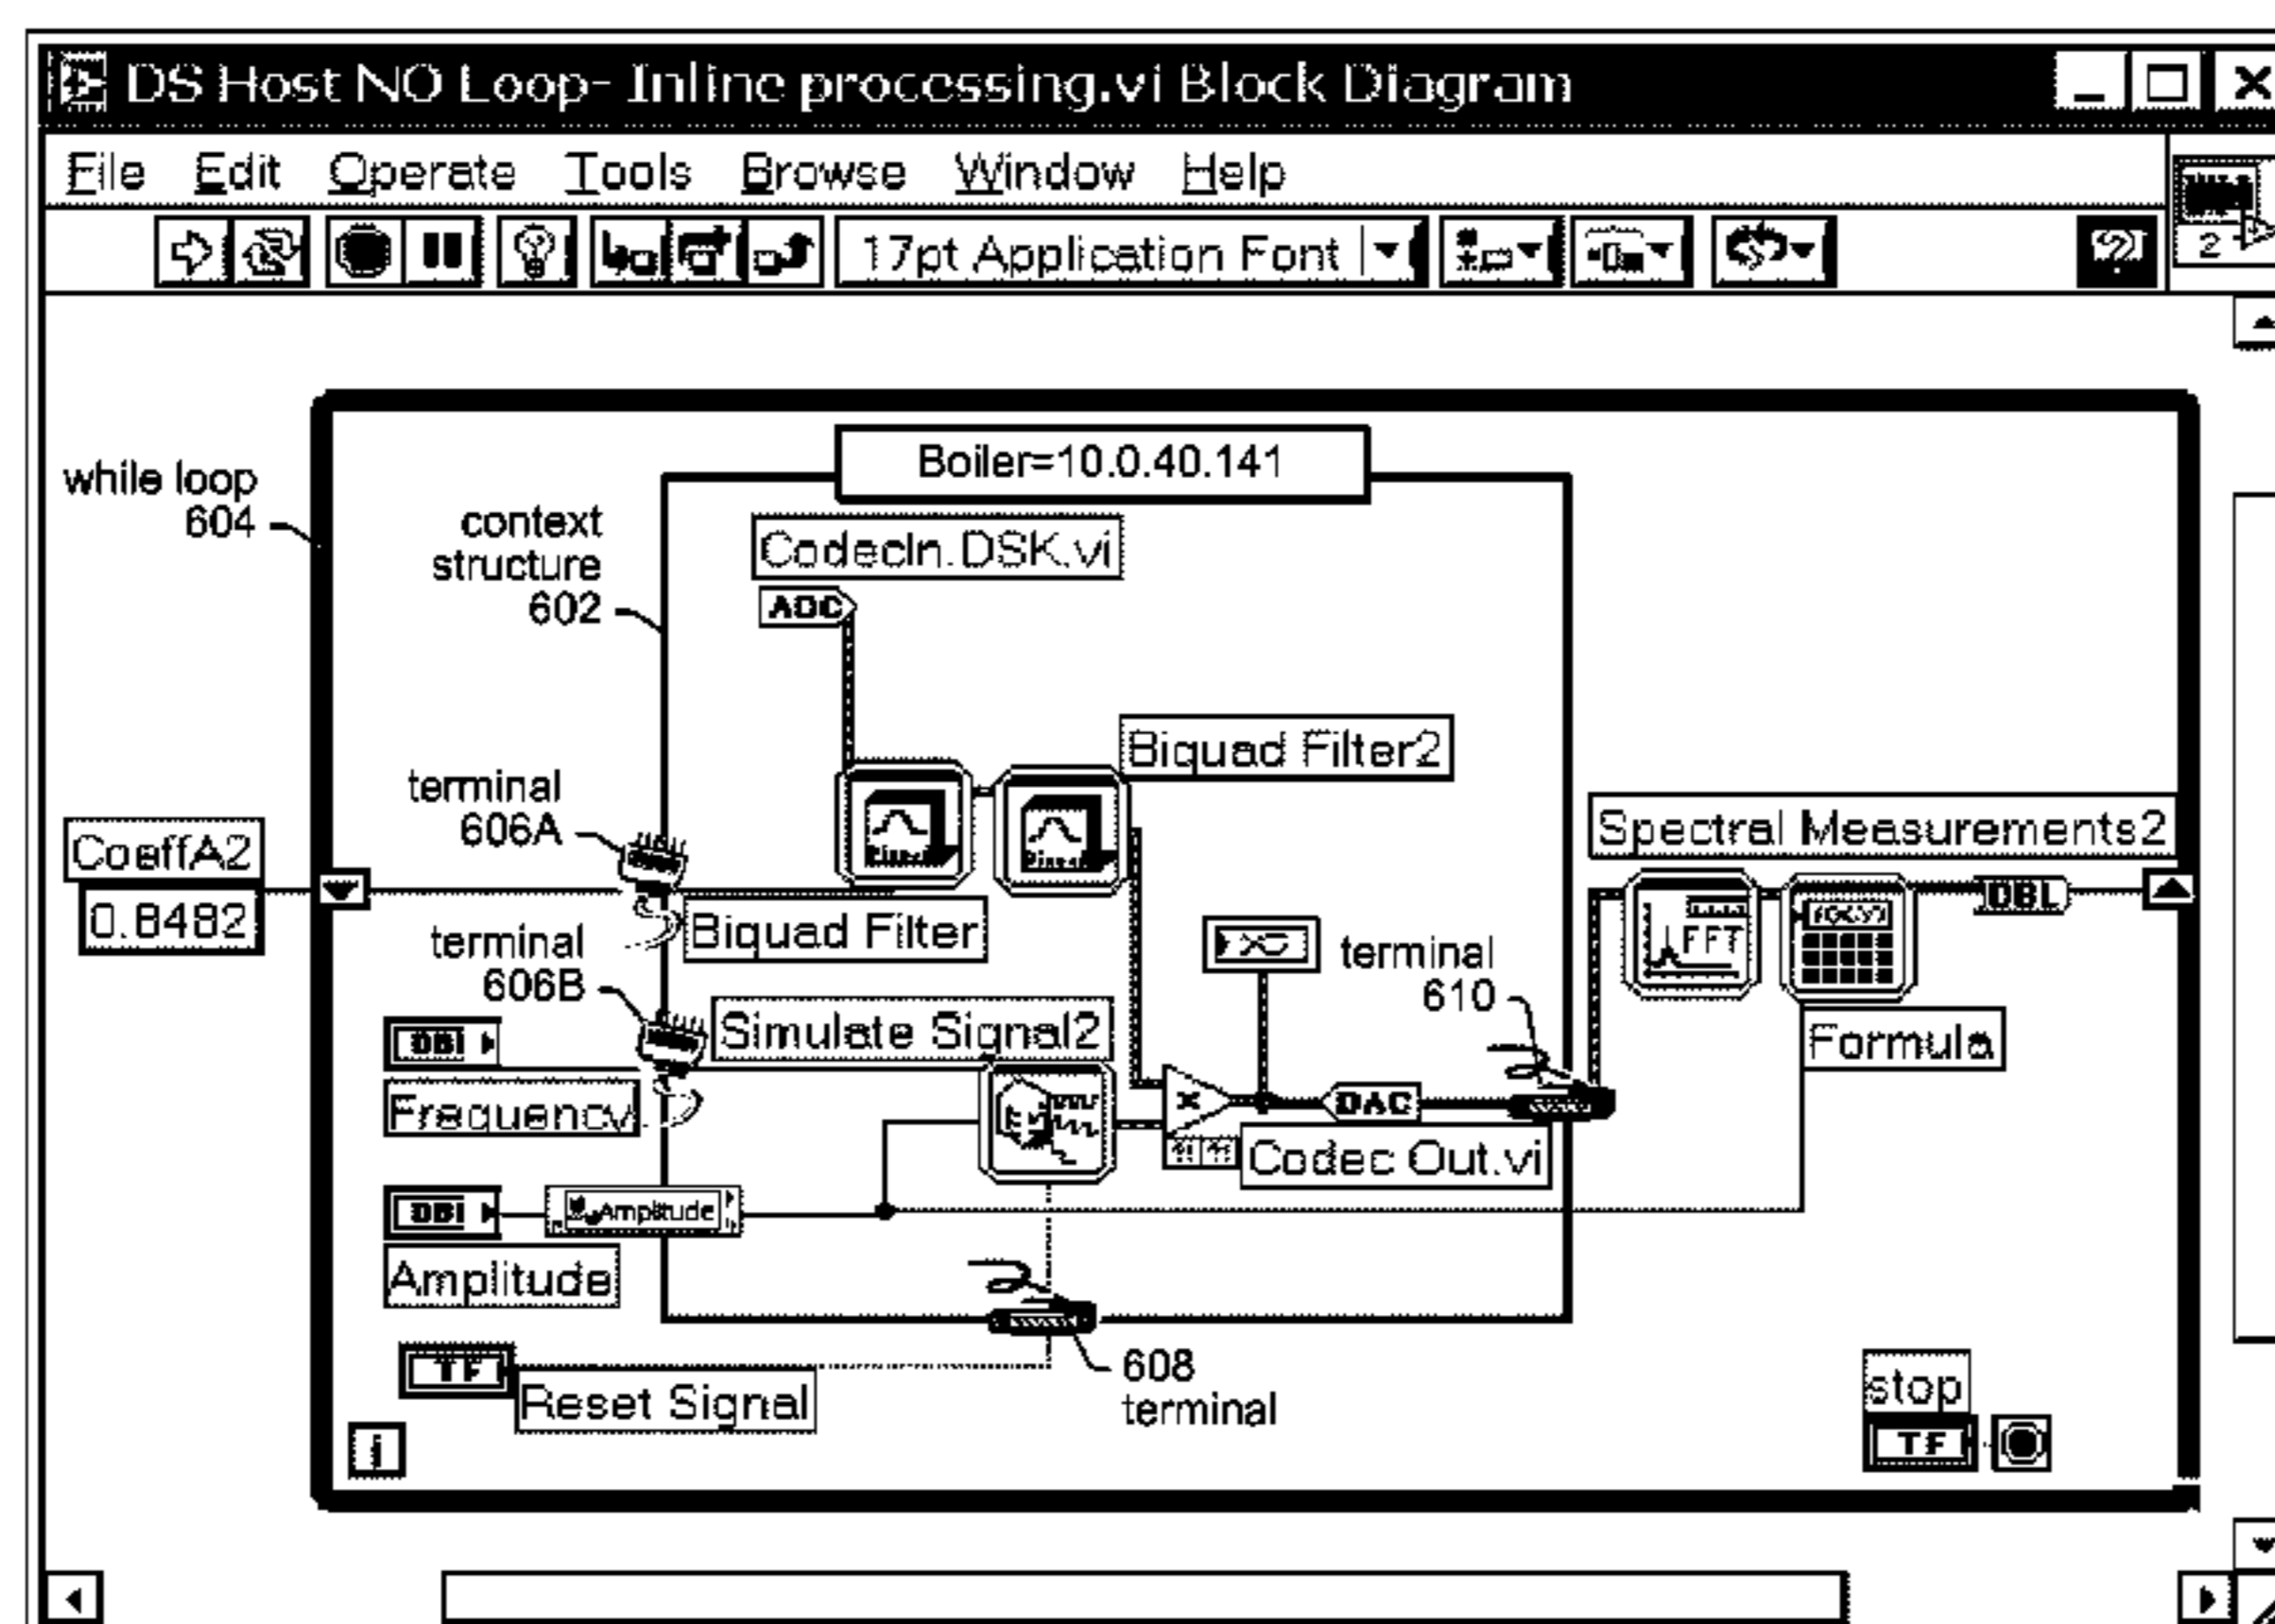 DS Host NO Loop- Inline processing.vi Block Diagram
File Edit Operate Tools Browse Window Help
17pt Application Font
2
Boiler=10.0.40.141
while loop
604
context
structure
602
CodecIn.DSK.vi
ADC
Biquad Filter2
terminal
606A
CoeffA2
0.8482
Biquad Filter
Spectral Measurements2
FFT
DBL
terminal
606B
Simulate Signal2
terminal
610
Formula
DBI
Frequency
x
DAC
Codec Out.vi
DBI
Amplitude
Amplitude
TF
Reset Signal
608
terminal
i
stop
TF